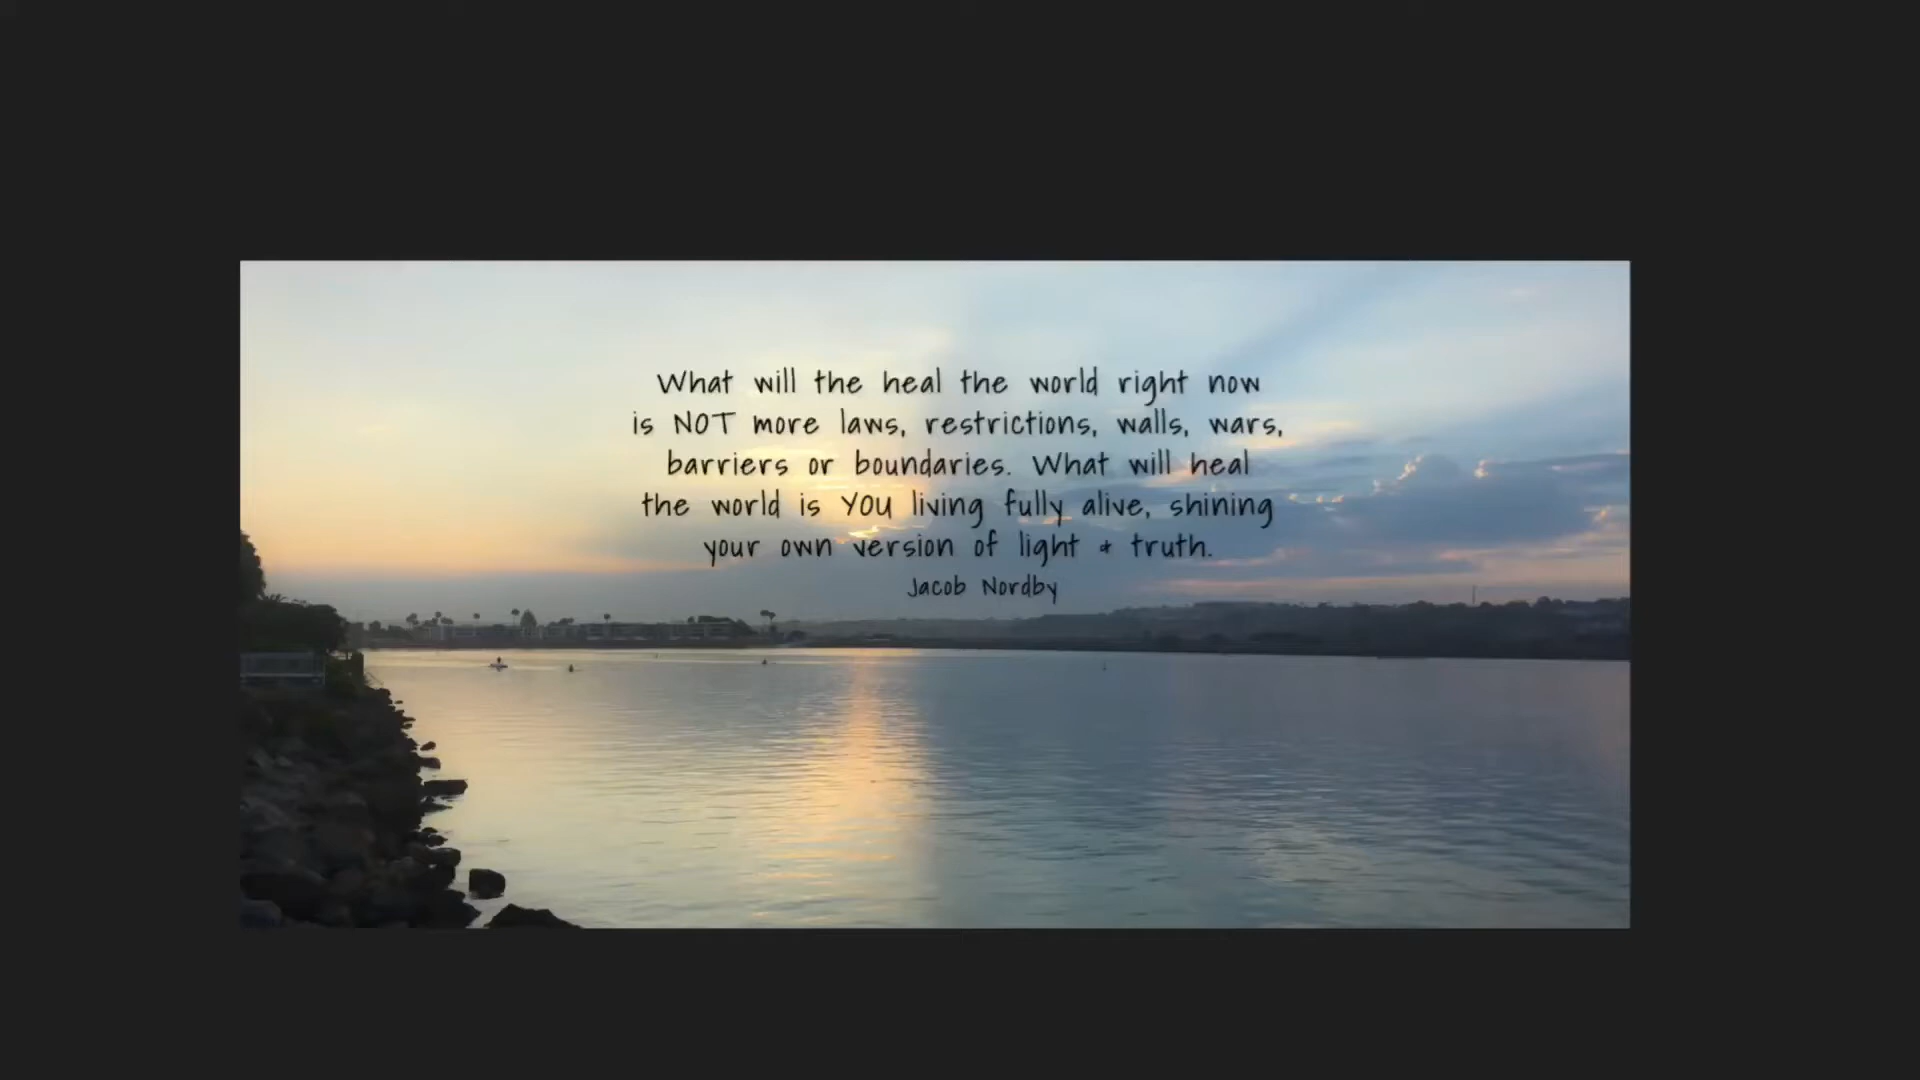 What will the heal the world right now
is NOT more laws, restrictions, walls, wars,
barriers or boundaries. What will heal
the world is YOU living fully alive, shining
your own version of light & truth.
Jacob Nordby